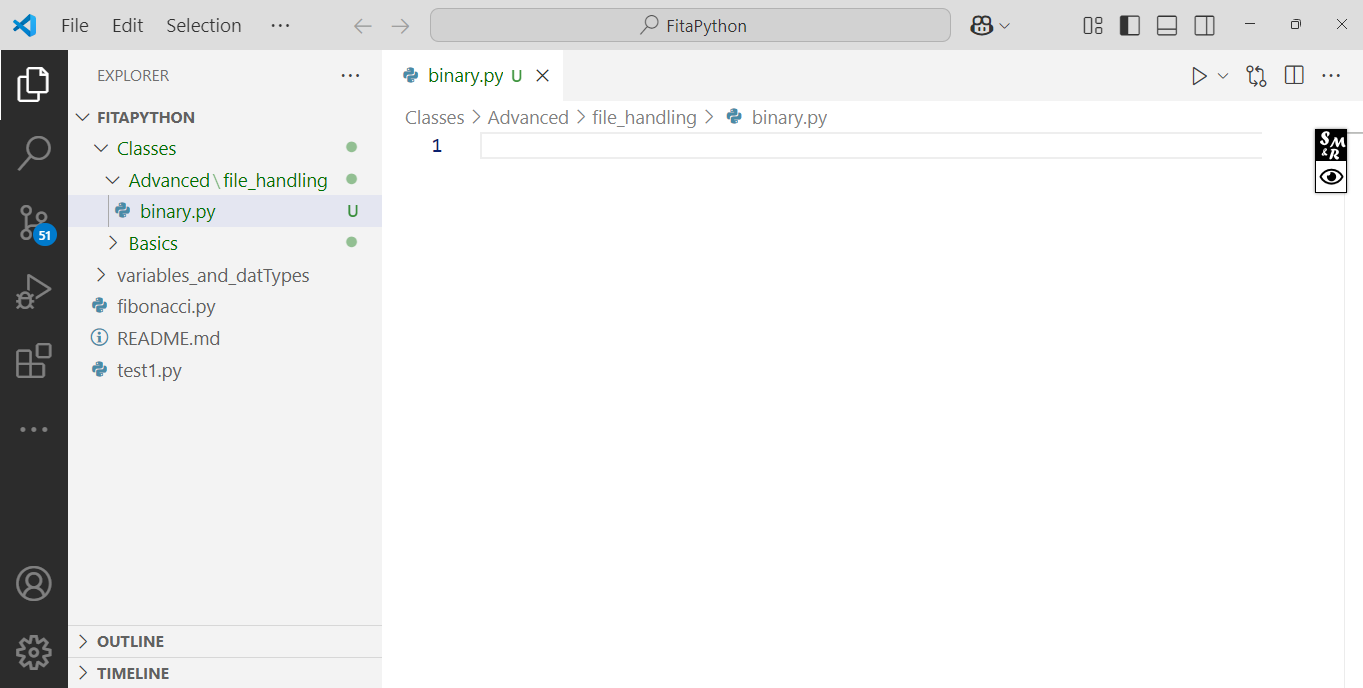 File Edit Selection ··· FitaPython
EXPLORER ···
FITAPYTHON
Classes
Advanced\file_handling
binary.py U
Basics
variables_and_datTypes
fibonacci.py
README.md
test1.py
OUTLINE
TIMELINE
51
binary.py U
Classes > Advanced > file_handling > binary.py
1
SM
&R